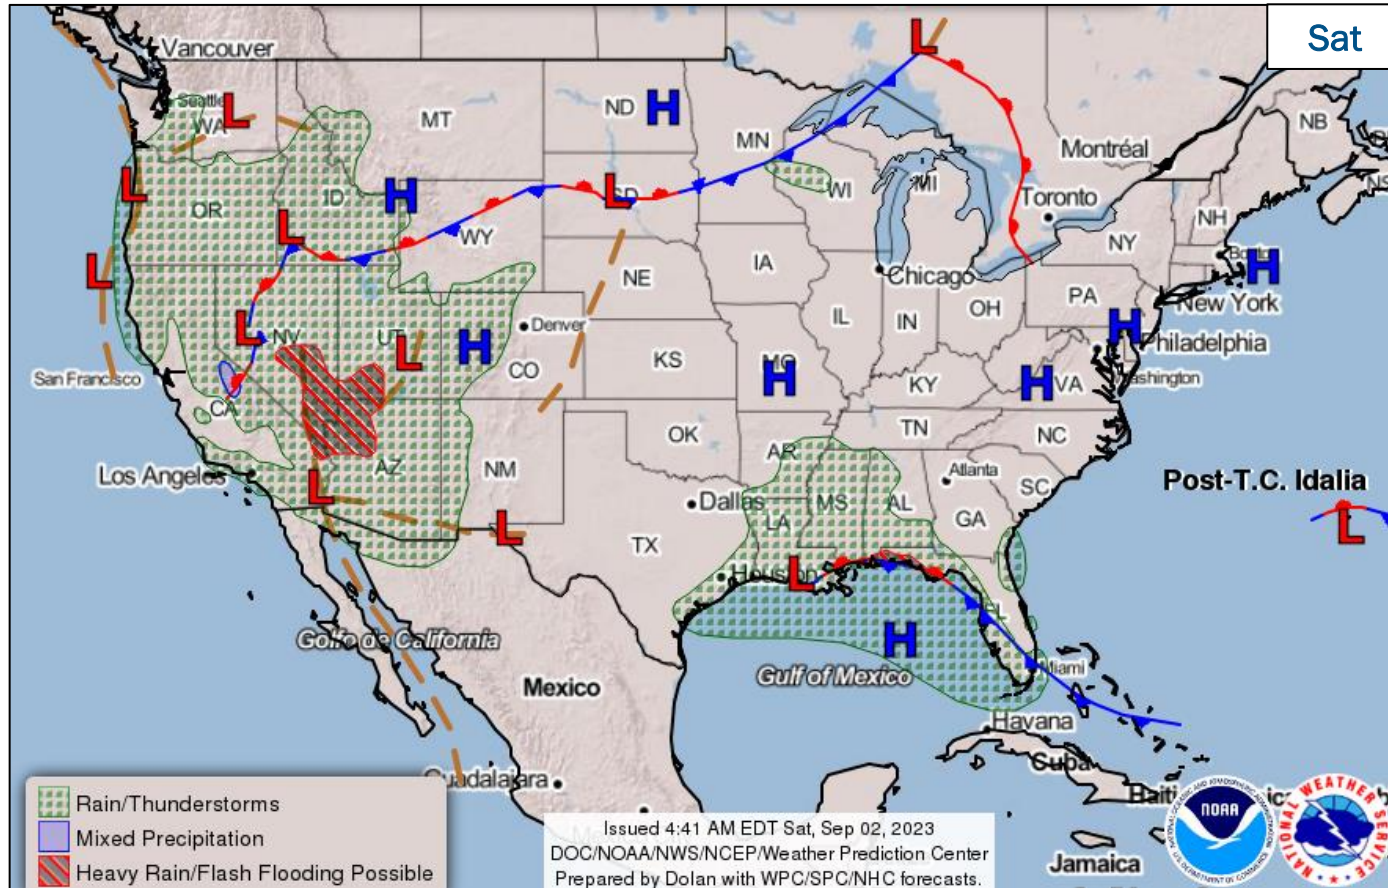 Sat
Vancouver
Seattle
WA
MT
ND
MN
Montréal
NB
OR
ID
WY
SD
WI
MI
Toronto
NH
NY
Boston
NE
IA
Chicago
PA
New York
NV
UT
Denver
CO
KS
MO
IL
IN
OH
Philadelphia
San Francisco
CA
KY
VA
Washington
OK
AR
TN
NC
Los Angeles
AZ
NM
Dallas
LA
MS
AL
Atlanta
SC
GA
Post-T.C. Idalia
TX
Houston
FL
Golfo de California
Gulf of Mexico
Miami
Mexico
Havana
Cuba
Guadalajara
Haiti
Jamaica
L
L
L
L
L
L
L
L
L
L
L
L
H
H
H
H
H
H
H
H
Rain/Thunderstorms
Mixed Precipitation
Heavy Rain/Flash Flooding Possible
Issued 4:41 AM EDT Sat, Sep 02, 2023
DOC/NOAA/NWS/NCEP/Weather Prediction Center
Prepared by Dolan with WPC/SPC/NHC forecasts.
NOAA
NATIONAL WEATHER SERVICE